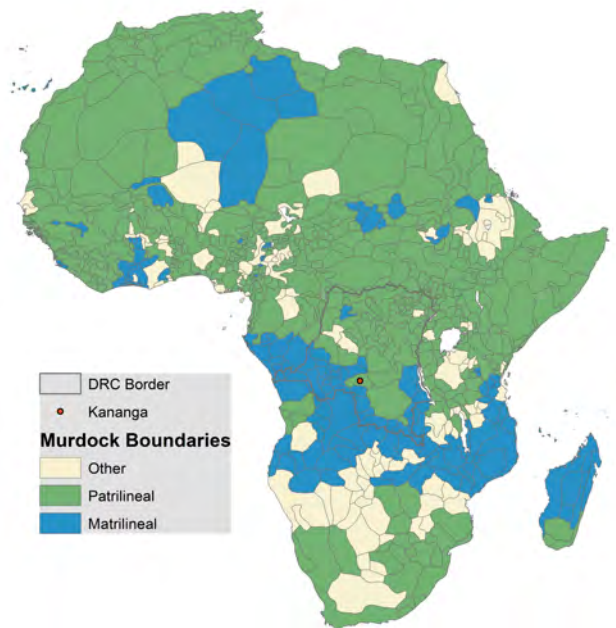 DRC Border
Kananga
Murdock Boundaries
Other
Patrilineal
Matrilineal